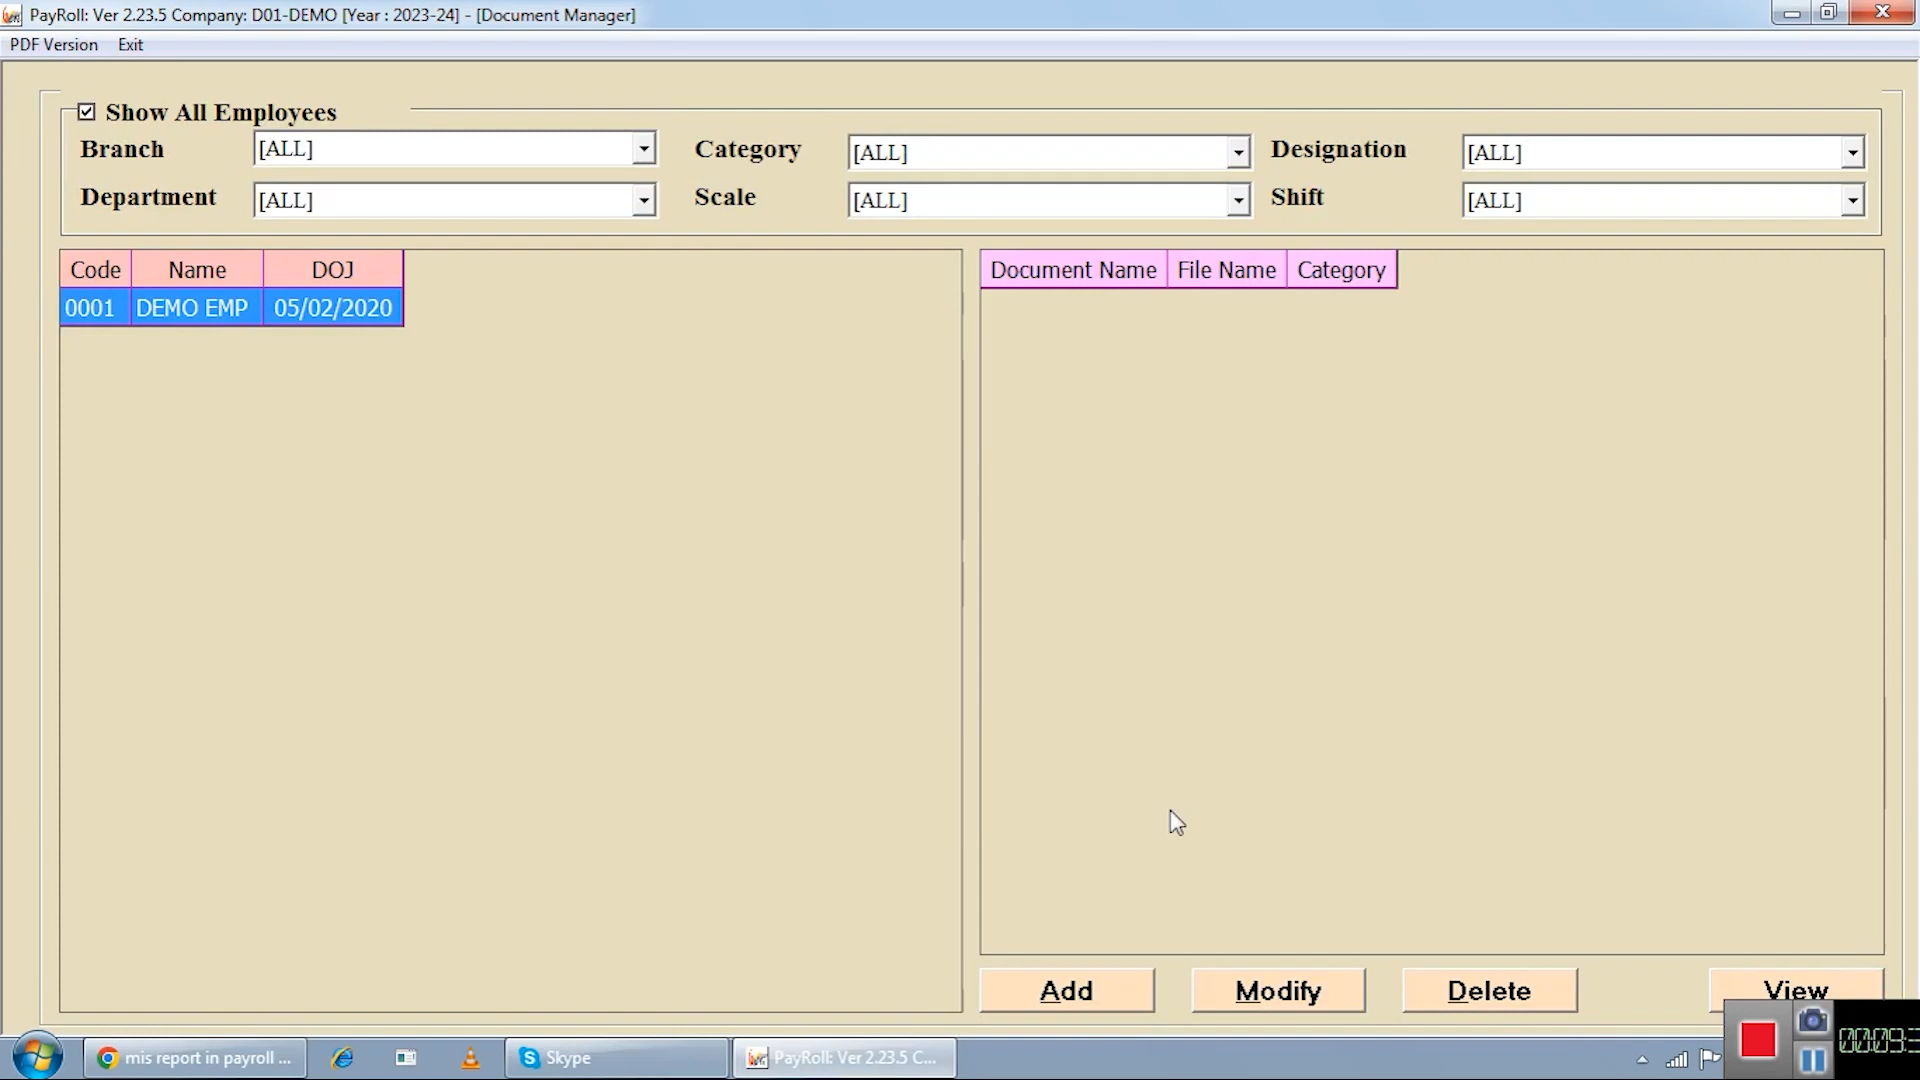 PayRoll: Ver 2.23.5 Company: D01-DEMO [Year : 2023-24] - [Document Manager]
PDF Version Exit
Show All Employees
Branch [ALL] Category [ALL] Designation [ALL]
Department [ALL] Scale [ALL] Shift [ALL]
Code Name DOJ Document Name File Name Category
0001 DEMO EMP 05/02/2020
Add Modify Delete View
mis report in payroll ... Skype PayRoll: Ver 2.23.5 C...